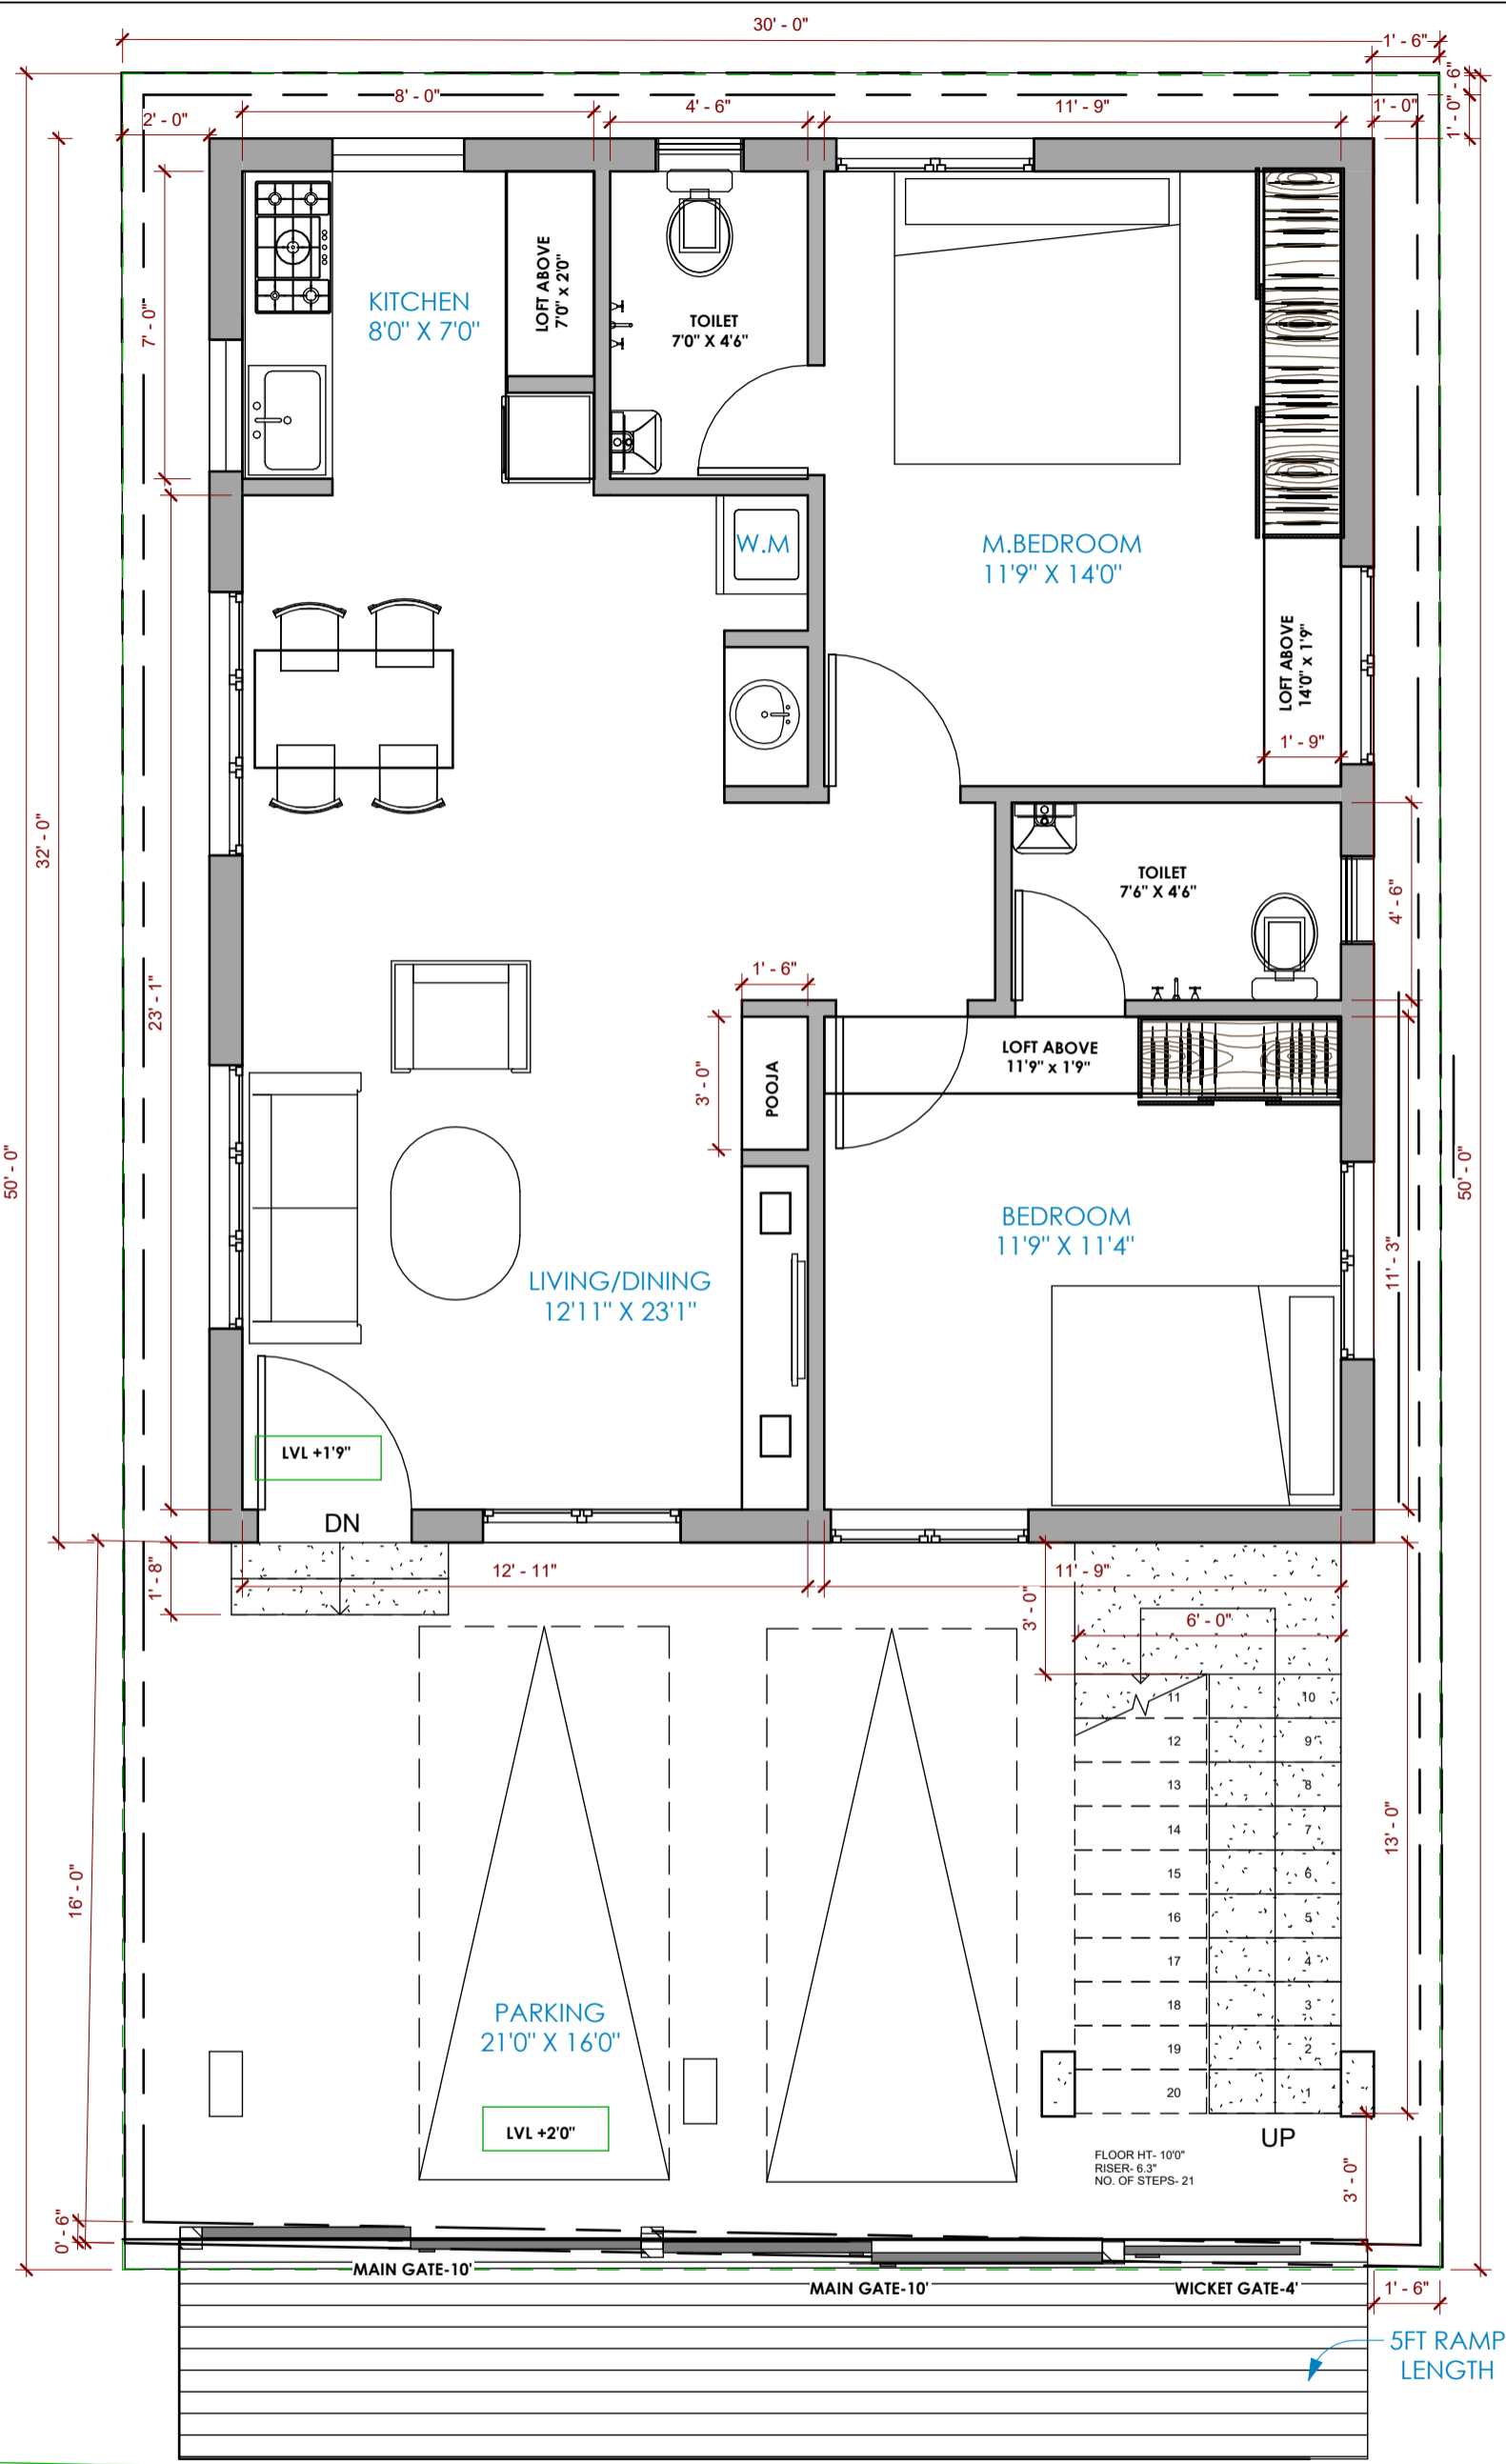 30' - 0"
1' - 6"
1' - 0" - 6"
8' - 0"
4' - 6"
11' - 9"
1' - 0"
2' - 0"
7' - 0"
KITCHEN
8'0" X 7'0"
LOFT ABOVE
7'0" x 2'0"
TOILET
7'0" X 4'6"
W.M
M.BEDROOM
11'9" X 14'0"
LOFT ABOVE
14'0" x 1'9"
1' - 9"
32' - 0"
TOILET
7'6" X 4'6"
4' - 6"
23' - 1"
1' - 6"
3' - 0"
POOJA
LOFT ABOVE
11'9" x 1'9"
50' - 0"
50' - 0"
BEDROOM
11'9" X 11'4"
11' - 3"
LIVING/DINING
12'11" X 23'1"
LVL +1'9"
DN
1' - 8"
12' - 11"
11' - 9"
3' - 0"
6' - 0"
11
10
12
9
13
8
14
7
15
6
16
5
17
4
18
3
19
2
20
1
13' - 0"
16' - 0"
PARKING
21'0" X 16'0"
LVL +2'0"
UP
FLOOR HT- 10'0"
RISER- 6.3"
NO. OF STEPS- 21
3' - 0"
0' - 6"
MAIN GATE-10'
MAIN GATE-10'
WICKET GATE-4'
1' - 6"
5FT RAMP
LENGTH